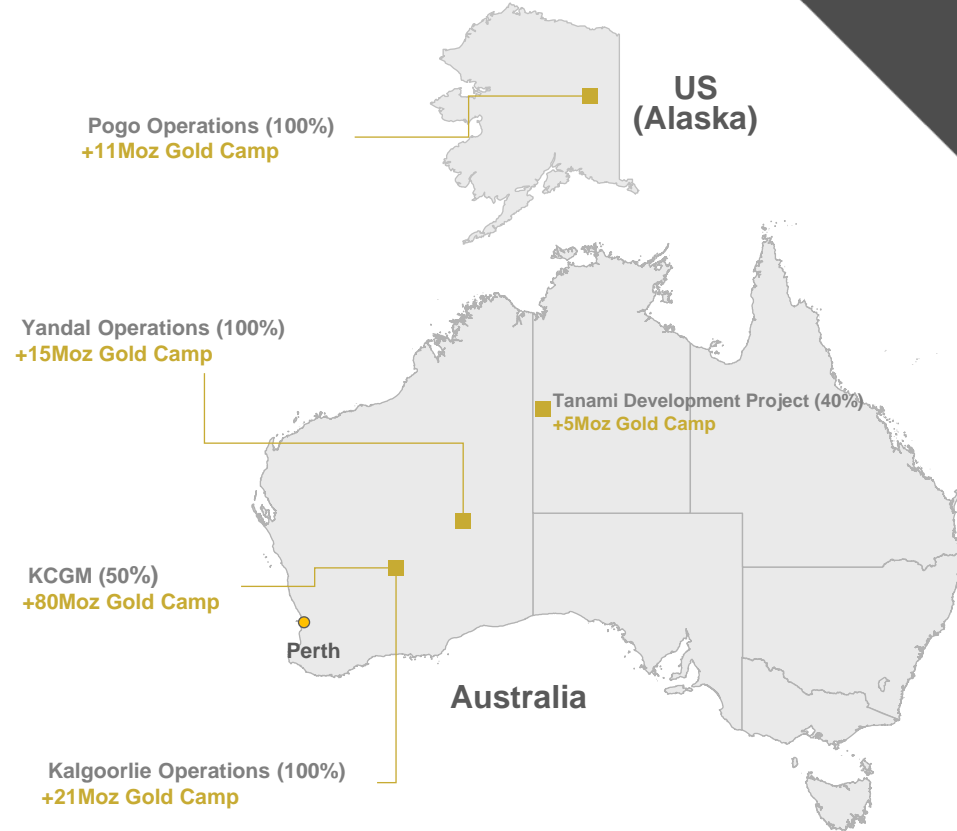 US
(Alaska)
Pogo Operations (100%)
+11Moz Gold Camp
Yandal Operations (100%)
+15Moz Gold Camp
Tanami Development Project (40%)
+5Moz Gold Camp
KCGM (50%)
+80Moz Gold Camp
Perth
Australia
Kalgoorlie Operations (100%)
+21Moz Gold Camp